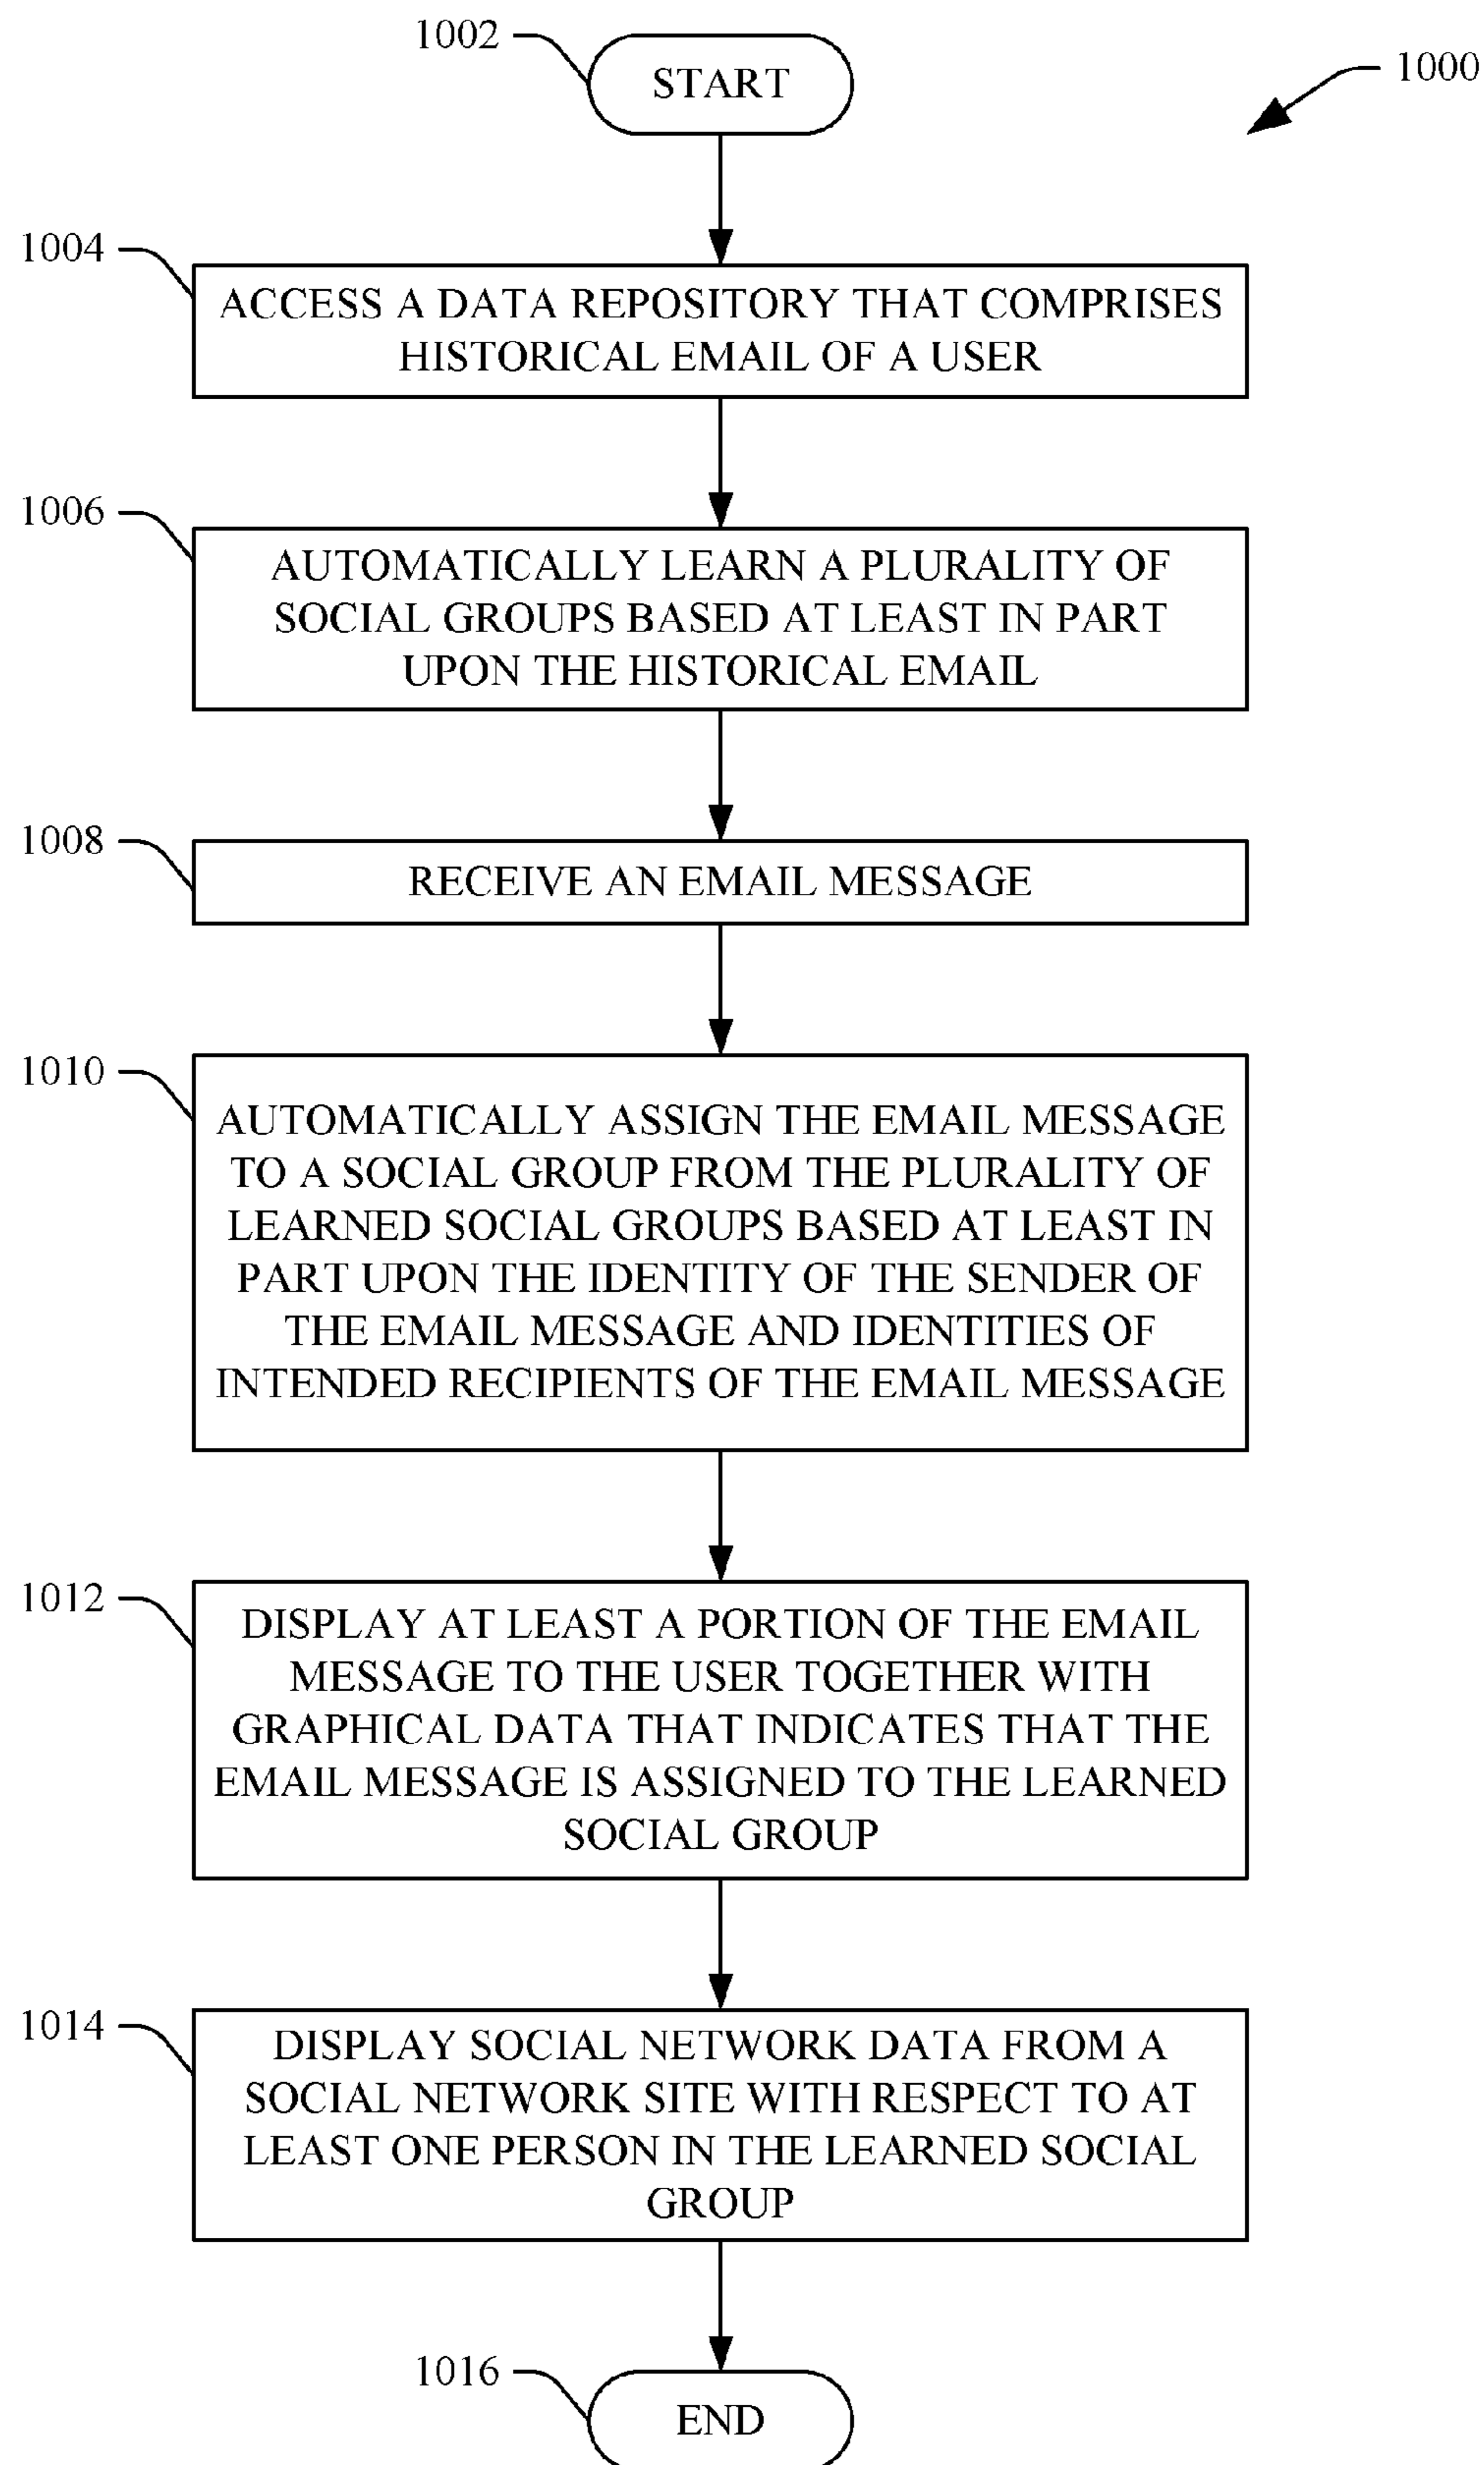 1002
START
1000
1004
ACCESS A DATA REPOSITORY THAT COMPRISES
HISTORICAL EMAIL OF A USER
1006
AUTOMATICALLY LEARN A PLURALITY OF
SOCIAL GROUPS BASED AT LEAST IN PART
UPON THE HISTORICAL EMAIL
1008
RECEIVE AN EMAIL MESSAGE
1010
AUTOMATICALLY ASSIGN THE EMAIL MESSAGE
TO A SOCIAL GROUP FROM THE PLURALITY OF
LEARNED SOCIAL GROUPS BASED AT LEAST IN
PART UPON THE IDENTITY OF THE SENDER OF
THE EMAIL MESSAGE AND IDENTITIES OF
INTENDED RECIPIENTS OF THE EMAIL MESSAGE
1012
DISPLAY AT LEAST A PORTION OF THE EMAIL
MESSAGE TO THE USER TOGETHER WITH
GRAPHICAL DATA THAT INDICATES THAT THE
EMAIL MESSAGE IS ASSIGNED TO THE LEARNED
SOCIAL GROUP
1014
DISPLAY SOCIAL NETWORK DATA FROM A
SOCIAL NETWORK SITE WITH RESPECT TO AT
LEAST ONE PERSON IN THE LEARNED SOCIAL
GROUP
1016
END